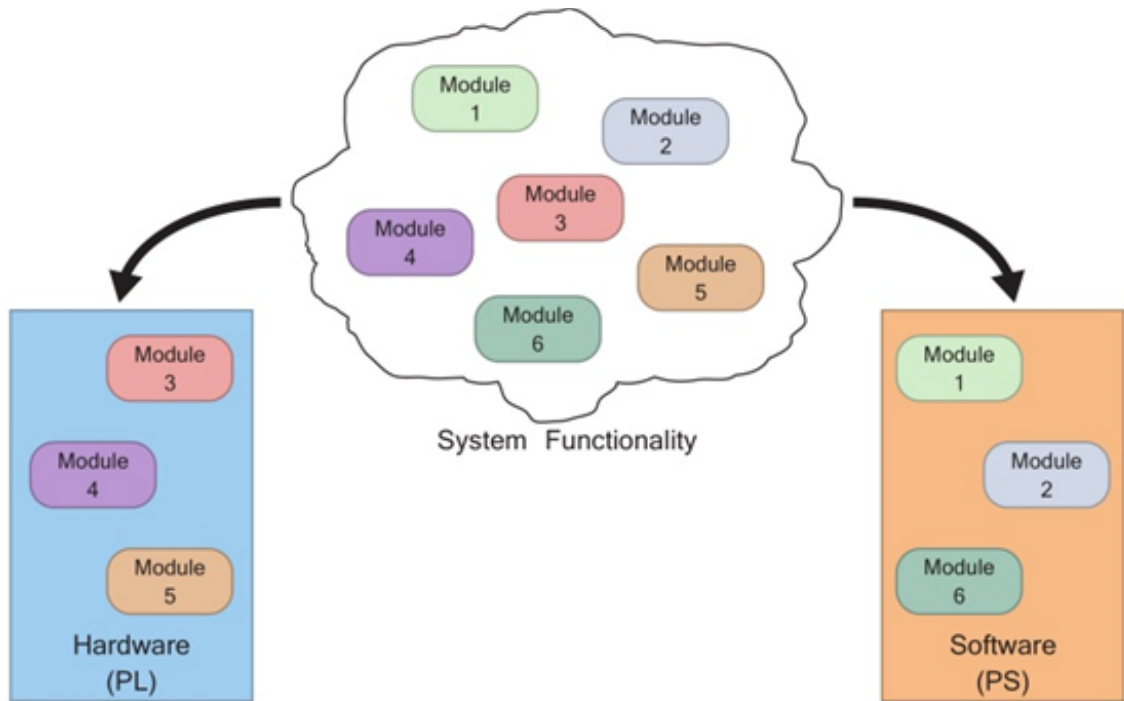 Module
1
Module
2
Module
3
Module
4
Module
5
Module
6
System Functionality
Module
3
Module
4
Module
5
Hardware
(PL)
Module
1
Module
2
Module
6
Software
(PS)